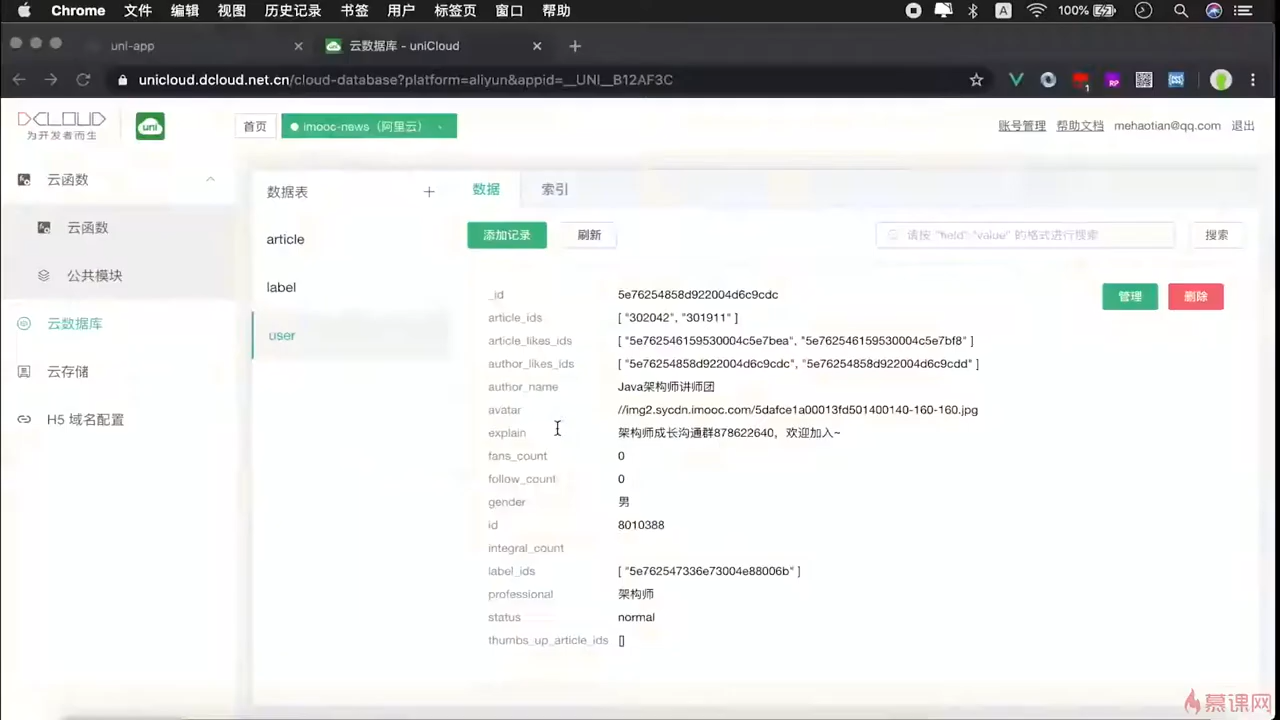 Chrome 文件 编辑 视图 历史记录 书签 用户 标签页 窗口 帮助 A 100%
uni-app 云数据库 - uniCloud
unicloud.dcloud.net.cn/cloud-database?platform=aliyun&appid=__UNI__B12AF3C
DCLOUD
为开发者而生
uni
首页
imooc-news（阿里云）
账号管理 帮助文档 mehaotian@qq.com 退出
云函数
云函数
公共模块
云数据库
云存储
H5 域名配置
数据表
article
label
user
数据 索引
添加记录 刷新 请按 "field": "value" 的格式进行搜索 搜索
管理 删除
_id 5e76254858d922004d6c9cdc
article_ids [ "302042", "301911" ]
article_likes_ids [ "5e762546159530004c5e7bea", "5e762546159530004c5e7bf8" ]
author_likes_ids [ "5e76254858d922004d6c9cdc", "5e76254858d922004d6c9cdd" ]
author_name Java架构师讲师团
avatar //img2.sycdn.imooc.com/5dafce1a00013fd501400140-160-160.jpg
explain 架构师成长沟通群878622640，欢迎加入~
fans_count 0
follow_count 0
gender 男
id 8010388
integral_count
label_ids [ "5e762547336e73004e88006b" ]
professional 架构师
status normal
thumbs_up_article_ids []
慕课网